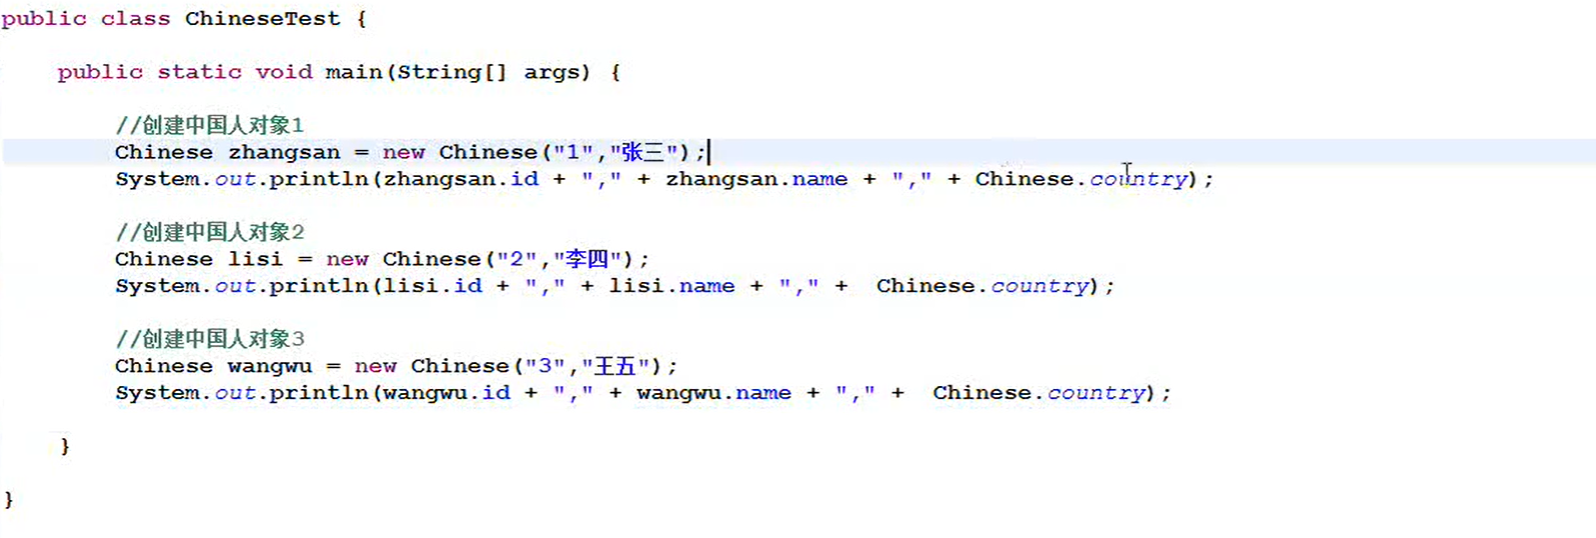 public class ChineseTest {
public static void main(String[] args) {
//创建中国人对象1
Chinese zhangsan = new Chinese("1","张三");
System.out.println(zhangsan.id + "," + zhangsan.name + "," + Chinese.country);
//创建中国人对象2
Chinese lisi = new Chinese("2","李四");
System.out.println(lisi.id + "," + lisi.name + "," +  Chinese.country);
//创建中国人对象3
Chinese wangwu = new Chinese("3","王五");
System.out.println(wangwu.id + "," + wangwu.name + "," +  Chinese.country);
}
}